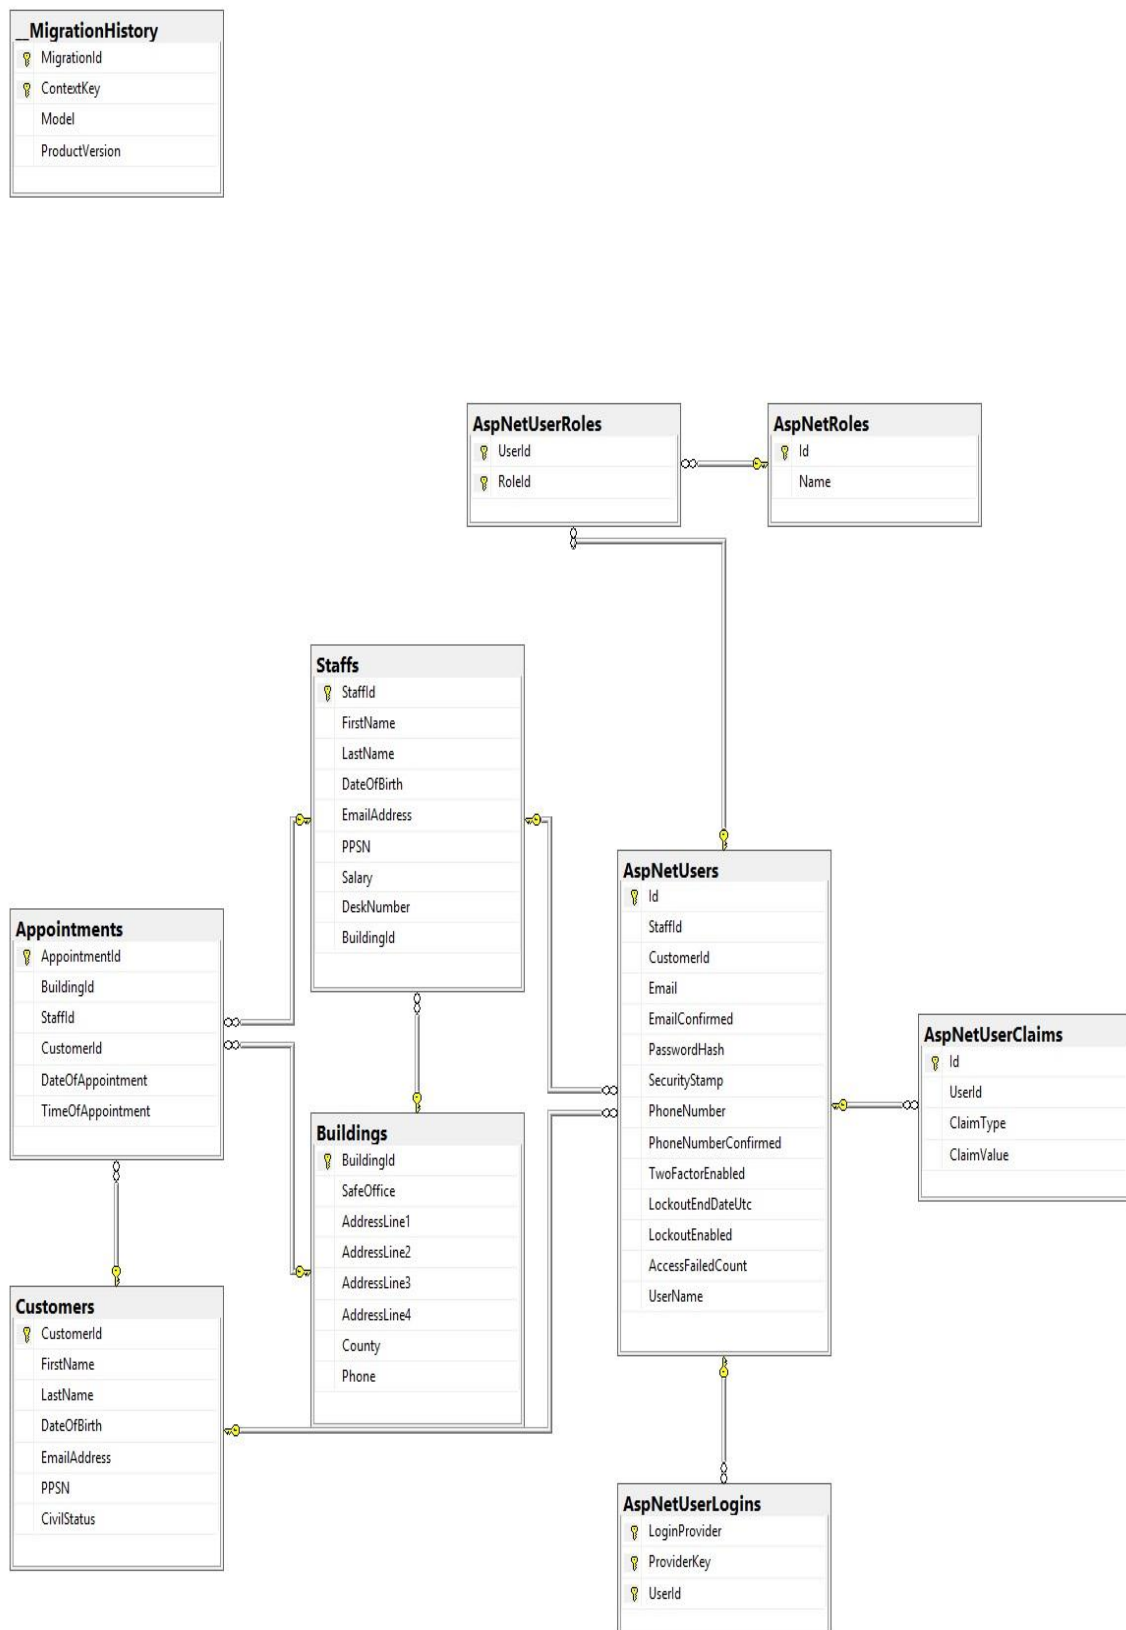 __MigrationHistory
MigrationId
ContextKey
Model
ProductVersion
AspNetUserRoles
UserId
RoleId
AspNetRoles
Id
Name
Staffs
StaffId
FirstName
LastName
DateOfBirth
EmailAddress
PPSN
Salary
DeskNumber
BuildingId
AspNetUsers
Id
StaffId
CustomerId
Email
EmailConfirmed
PasswordHash
SecurityStamp
PhoneNumber
PhoneNumberConfirmed
TwoFactorEnabled
LockoutEndDateUtc
LockoutEnabled
AccessFailedCount
UserName
Appointments
AppointmentId
BuildingId
StaffId
CustomerId
DateOfAppointment
TimeOfAppointment
AspNetUserClaims
Id
UserId
ClaimType
ClaimValue
Buildings
BuildingId
SafeOffice
AddressLine1
AddressLine2
AddressLine3
AddressLine4
County
Phone
Customers
CustomerId
FirstName
LastName
DateOfBirth
EmailAddress
PPSN
CivilStatus
AspNetUserLogins
LoginProvider
ProviderKey
UserId